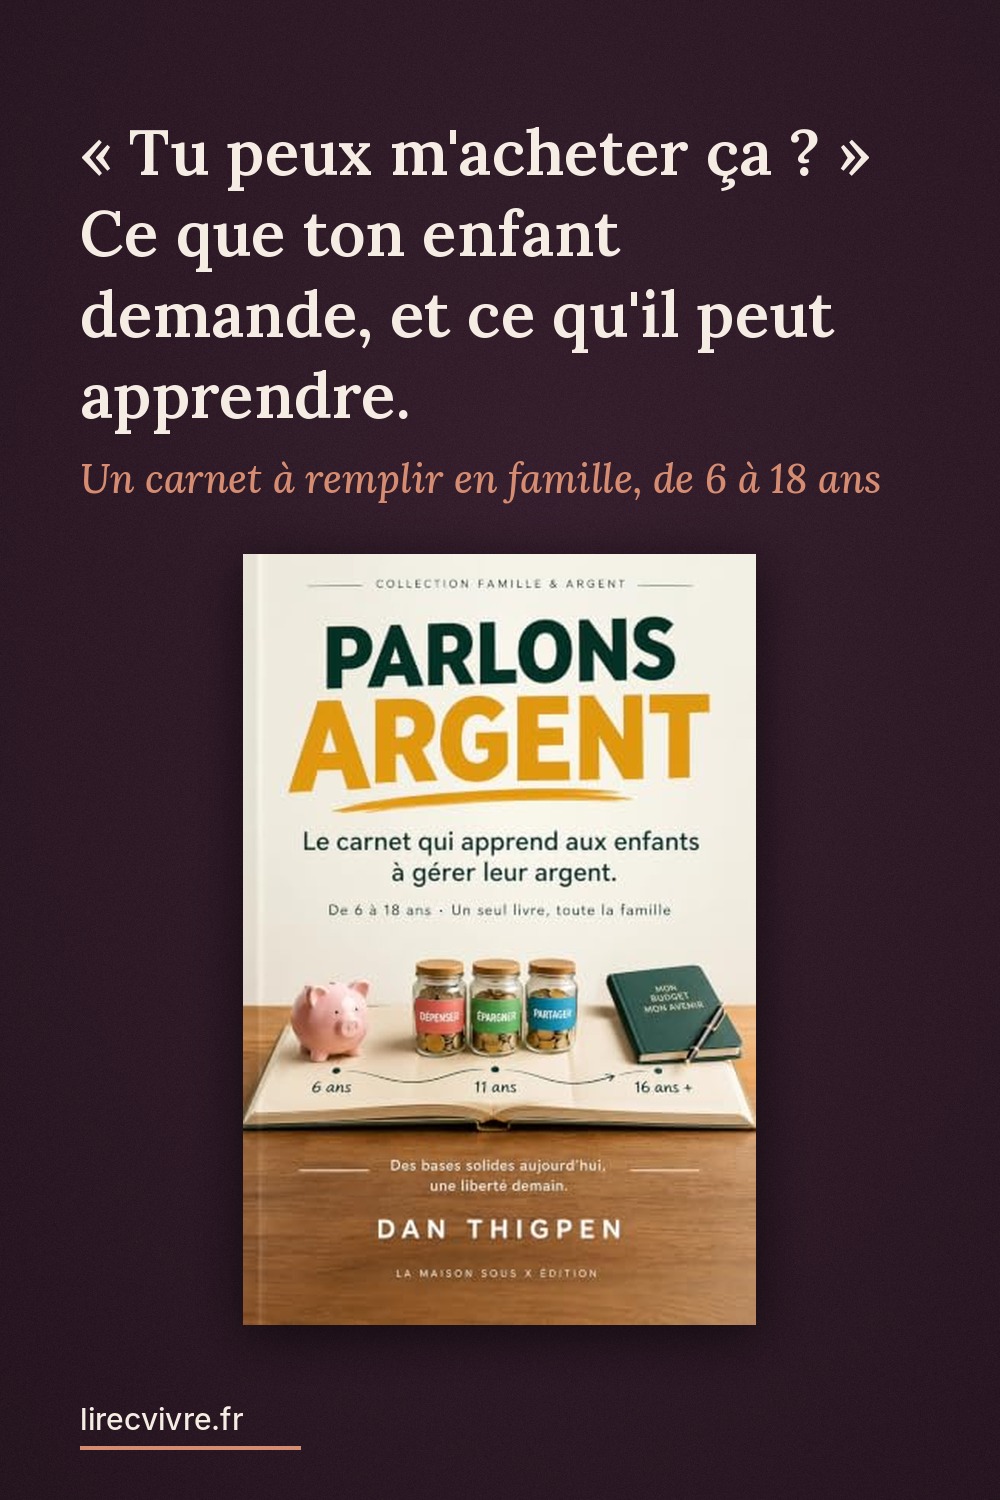 « Tu peux m'acheter ça ? »
Ce que ton enfant
demande, et ce qu'il peut
apprendre.
Un carnet à remplir en famille, de 6 à 18 ans
COLLECTION FAMILLE & ARGENT
PARLONS
ARGENT
Le carnet qui apprend aux enfants
à gérer leur argent.
De 6 à 18 ans · Un seul livre, toute la famille
DÉPENSER
ÉPARGNER
PARTAGER
MON
BUDGET
MON AVENIR
6 ans
11 ans
16 ans +
Des bases solides aujourd'hui,
une liberté demain.
DAN THIGPEN
LA MAISON SOUS X ÉDITION
lirecvivre.fr